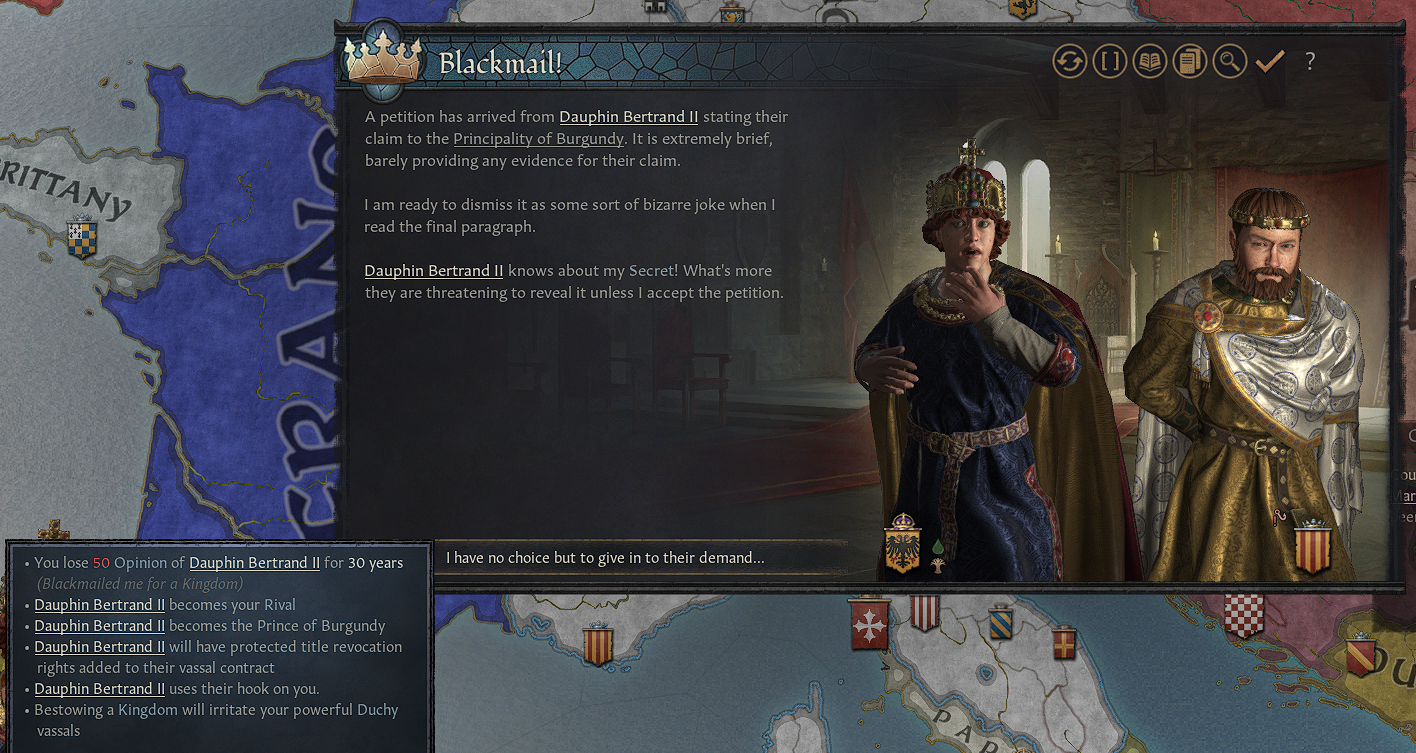 Blackmail!
?
A petition has arrived from Dauphin Bertrand II stating their
claim to the Principality of Burgundy. It is extremely brief,
barely providing any evidence for their claim.
I am ready to dismiss it as some sort of bizarre joke when I
read the final paragraph.
Dauphin Bertrand II knows about my Secret! What's more
they are threatening to reveal it unless I accept the petition.
I have no choice but to give in to their demand...
• You lose 50 Opinion of Dauphin Bertrand II for 30 years
(Blackmailed me for a Kingdom)
• Dauphin Bertrand II becomes your Rival
• Dauphin Bertrand II becomes the Prince of Burgundy
• Dauphin Bertrand II will have protected title revocation
rights added to their vassal contract
• Dauphin Bertrand II uses their hook on you.
• Bestowing a Kingdom will irritate your powerful Duchy
vassals
RITTANY
FRANC
PAP